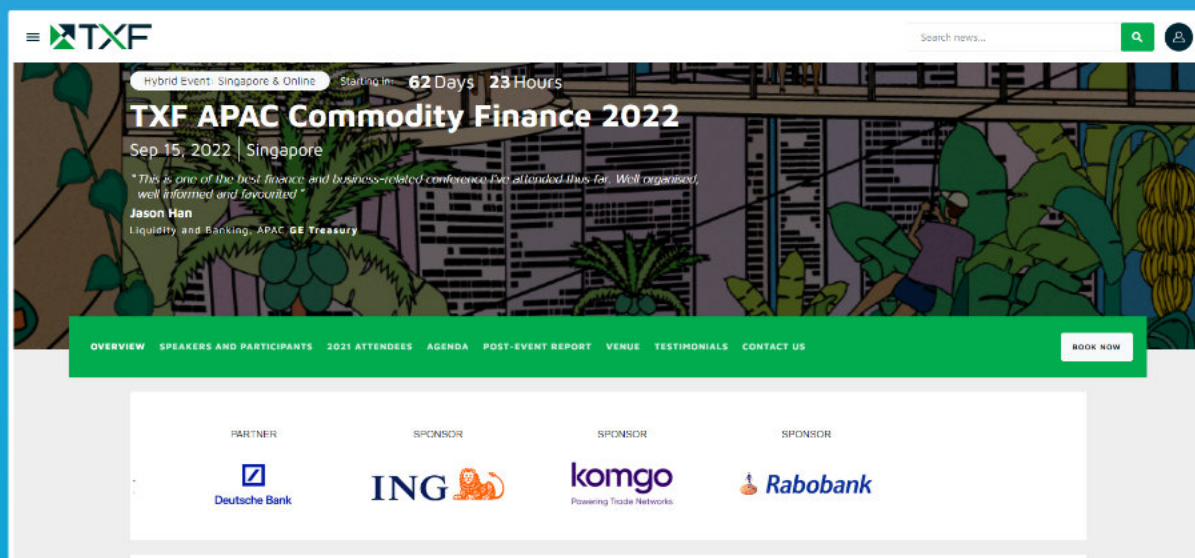 TXF
Search news...
Hybrid Event: Singapore & Online Starting in: 62 Days 23 Hours
TXF APAC Commodity Finance 2022
Sep 15, 2022 | Singapore
"This is one of the best finance and business-related conference I've attended thus far. Well organised,
well informed and favourited"
Jason Han
Liquidity and Banking, APAC GE Treasury
OVERVIEW SPEAKERS AND PARTICIPANTS 2021 ATTENDEES AGENDA POST-EVENT REPORT VENUE TESTIMONIALS CONTACT US BOOK NOW
PARTNER SPONSOR SPONSOR SPONSOR
Deutsche Bank ING komgo Rabobank
Powering Trade Networks